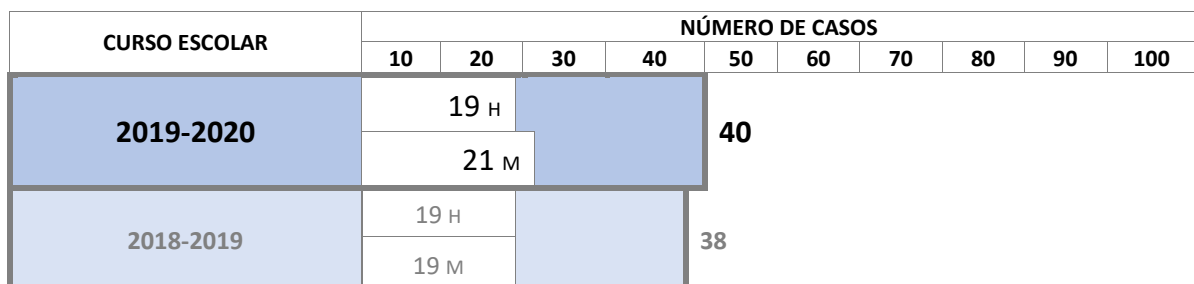 CURSO ESCOLAR
NÚMERO DE CASOS
10 20 30 40 50 60 70 80 90 100
2019-2020
19 H
21 M
40
2018-2019
19 H
19 M
38